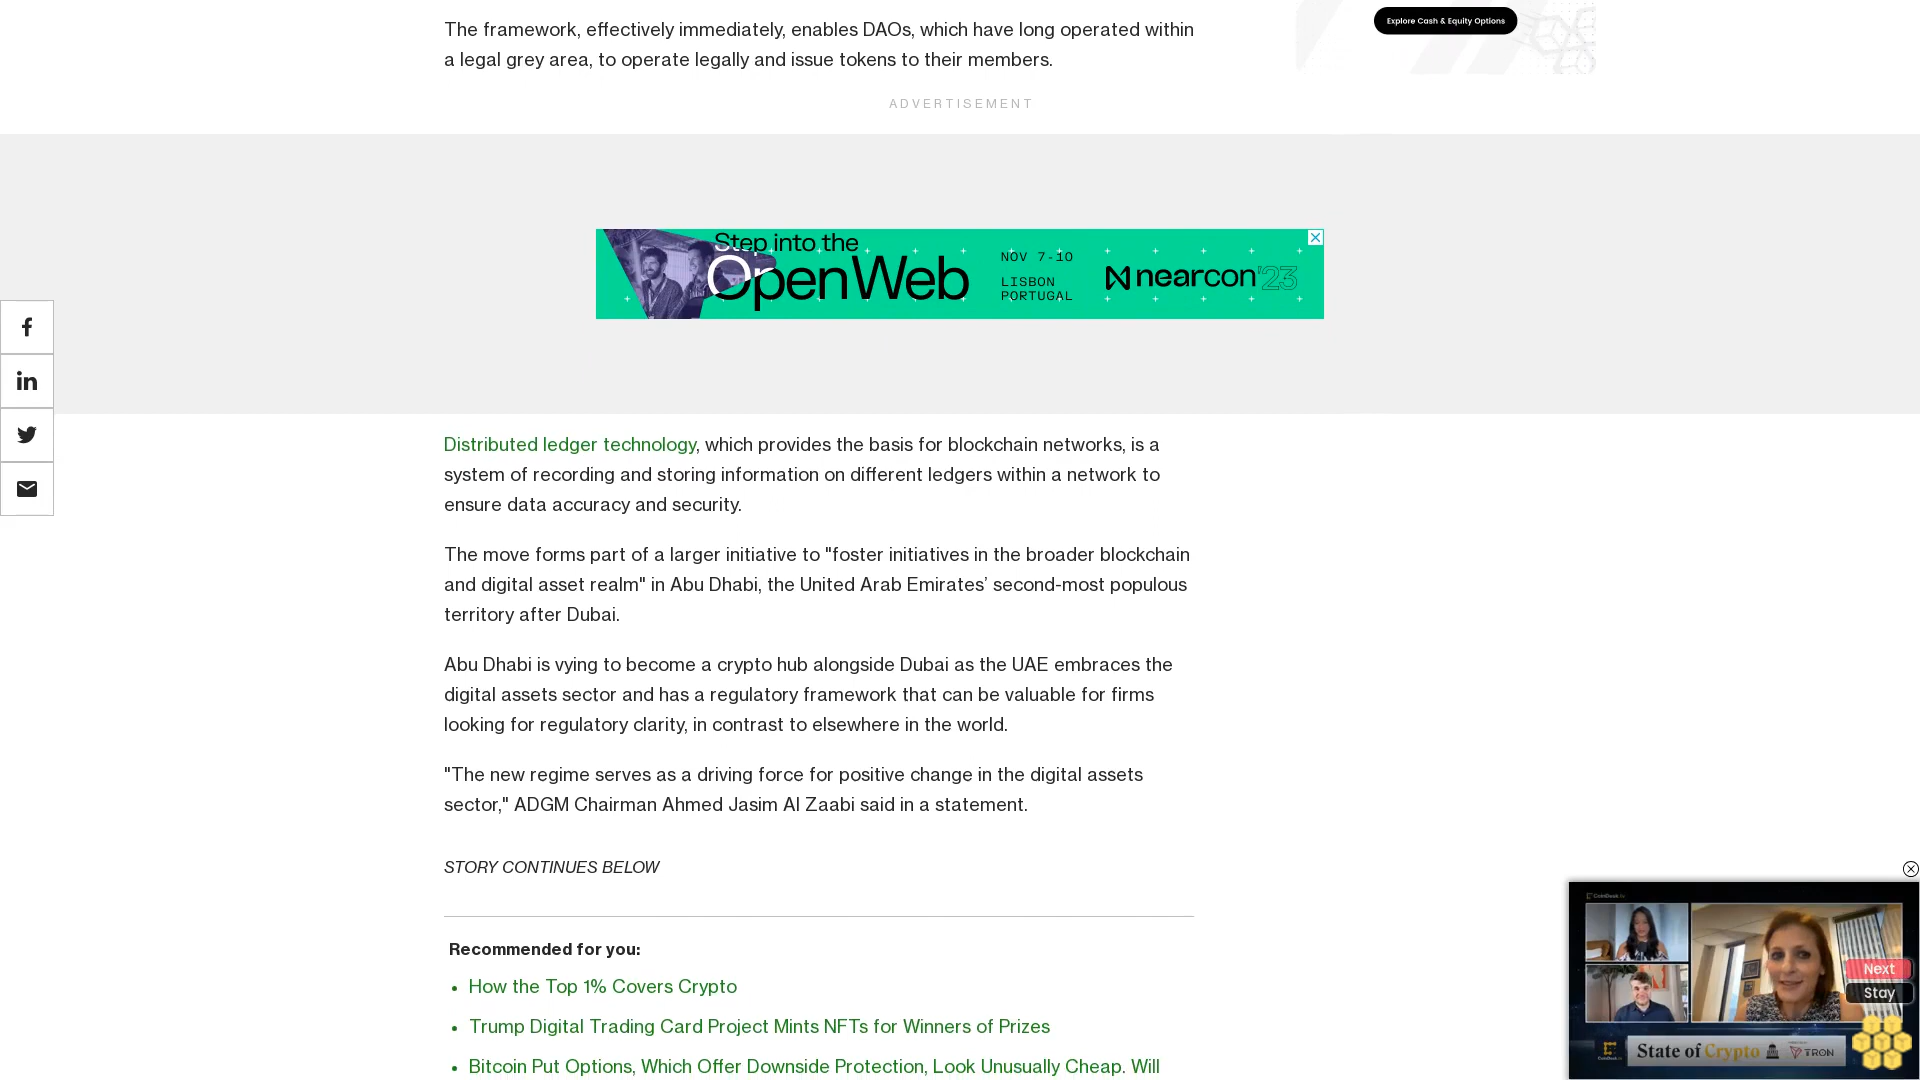 The framework, effectively immediately, enables DAOs, which have long operated within
a legal grey area, to operate legally and issue tokens to their members.
Explore Cash & Equity Options
ADVERTISEMENT
Step into the
OpenWeb
NOV 7-10
LISBON
PORTUGAL
nearcon'23
Distributed ledger technology, which provides the basis for blockchain networks, is a
system of recording and storing information on different ledgers within a network to
ensure data accuracy and security.
The move forms part of a larger initiative to "foster initiatives in the broader blockchain
and digital asset realm" in Abu Dhabi, the United Arab Emirates’ second-most populous
territory after Dubai.
Abu Dhabi is vying to become a crypto hub alongside Dubai as the UAE embraces the
digital assets sector and has a regulatory framework that can be valuable for firms
looking for regulatory clarity, in contrast to elsewhere in the world.
"The new regime serves as a driving force for positive change in the digital assets
sector," ADGM Chairman Ahmed Jasim Al Zaabi said in a statement.
STORY CONTINUES BELOW
Recommended for you:
How the Top 1% Covers Crypto
Trump Digital Trading Card Project Mints NFTs for Winners of Prizes
Bitcoin Put Options, Which Offer Downside Protection, Look Unusually Cheap. Will
Next
Stay
State of Crypto
TRON